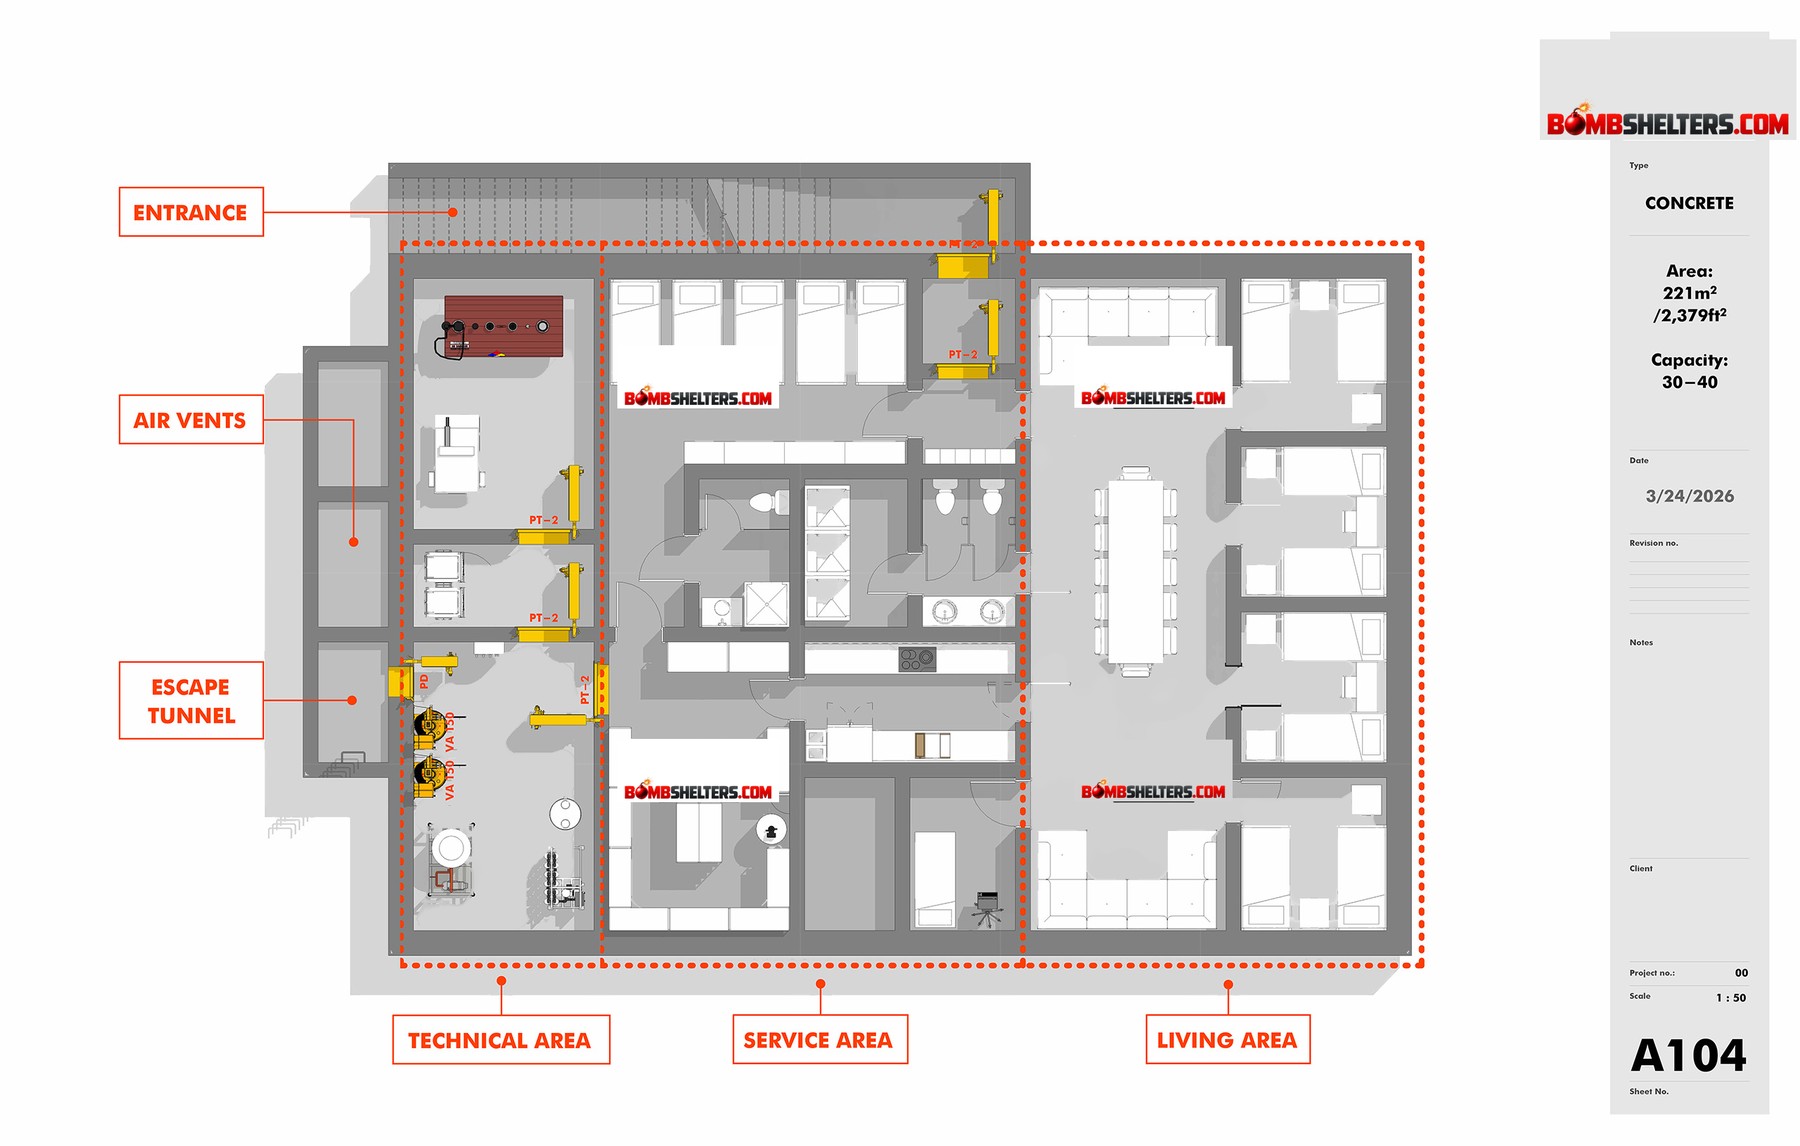 BOMBSHELTERS.COM
Type
CONCRETE
Area:
221m²
/2,379ft²
Capacity:
30–40
Date
3/24/2026
Revision no.
Notes
Client
Project no.:
00
Scale
1 : 50
A104
Sheet No.
ENTRANCE
AIR VENTS
ESCAPE
TUNNEL
PT-2
PT-2
PT-2
PT-2
PT-2
PD
VA 150
VA 150
BOMBSHELTERS.COM
BOMBSHELTERS.COM
BOMBSHELTERS.COM
BOMBSHELTERS.COM
TECHNICAL AREA
SERVICE AREA
LIVING AREA